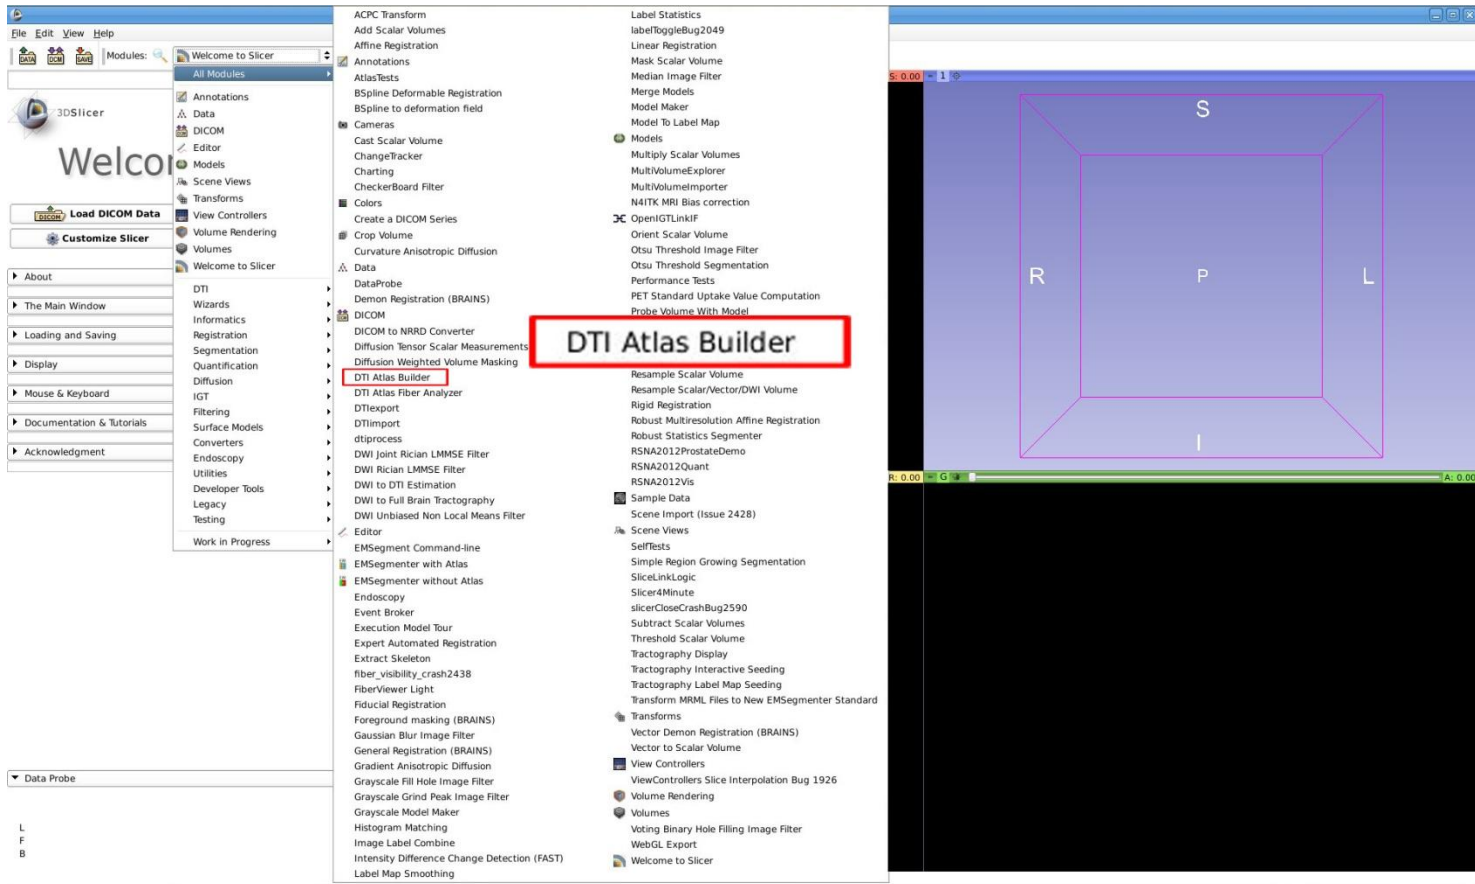 File Edit View Help
DATA DCM SAVE Modules: Welcome to Slicer
3DSlicer
Welco
DICOM Load DICOM Data
Customize Slicer
About
The Main Window
Loading and Saving
Display
Mouse & Keyboard
Documentation & Tutorials
Acknowledgment
Data Probe
L
F
B
All Modules
Annotations
Data
DICOM
Editor
Models
Scene Views
Transforms
View Controllers
Volume Rendering
Volumes
Welcome to Slicer
DTI
Wizards
Informatics
Registration
Segmentation
Quantification
Diffusion
IGT
Filtering
Surface Models
Converters
Endoscopy
Utilities
Developer Tools
Legacy
Testing
Work in Progress
ACPC Transform
Add Scalar Volumes
Affine Registration
Annotations
AtlasTests
BSpline Deformable Registration
BSpline to deformation field
Cameras
Cast Scalar Volume
ChangeTracker
Charting
CheckerBoard Filter
Colors
Create a DICOM Series
Crop Volume
Curvature Anisotropic Diffusion
Data
DataProbe
Demon Registration (BRAINS)
DICOM
DICOM to NRRD Converter
Diffusion Tensor Scalar Measurements
Diffusion Weighted Volume Masking
DTI Atlas Builder
DTI Atlas Fiber Analyzer
DTIexport
DTIimport
dtiprocess
DWI Joint Rician LMMSE Filter
DWI Rician LMMSE Filter
DWI to DTI Estimation
DWI to Full Brain Tractography
DWI Unbiased Non Local Means Filter
Editor
EMSegment Command-line
EMSegmenter with Atlas
EMSegmenter without Atlas
Endoscopy
Event Broker
Execution Model Tour
Expert Automated Registration
Extract Skeleton
fiber_visibility_crash2438
FiberViewer Light
Fiducial Registration
Foreground masking (BRAINS)
Gaussian Blur Image Filter
General Registration (BRAINS)
Gradient Anisotropic Diffusion
Grayscale Fill Hole Image Filter
Grayscale Grind Peak Image Filter
Grayscale Model Maker
Histogram Matching
Image Label Combine
Intensity Difference Change Detection (FAST)
Label Map Smoothing
Label Statistics
labelToggleBug2049
Linear Registration
Mask Scalar Volume
Median Image Filter
Merge Models
Model Maker
Model To Label Map
Models
Multiply Scalar Volumes
MultiVolumeExplorer
MultiVolumeImporter
N4ITK MRI Bias correction
OpenIGTLinkIF
Orient Scalar Volume
Otsu Threshold Image Filter
Otsu Threshold Segmentation
Performance Tests
PET Standard Uptake Value Computation
Probe Volume With Model
DTI Atlas Builder
Resample Scalar Volume
Resample Scalar/Vector/DWI Volume
Rigid Registration
Robust Multiresolution Affine Registration
Robust Statistics Segmenter
RSNA2012ProstateDemo
RSNA2012Quant
RSNA2012Vis
Sample Data
Scene Import (Issue 2428)
Scene Views
SelfTests
Simple Region Growing Segmentation
SliceLinkLogic
Slicer4Minute
slicerCloseCrashBug2590
Subtract Scalar Volumes
Threshold Scalar Volume
Tractography Display
Tractography Interactive Seeding
Tractography Label Map Seeding
Transform MRML Files to New EMSegmenter Standard
Transforms
Vector Demon Registration (BRAINS)
Vector to Scalar Volume
View Controllers
ViewControllers Slice Interpolation Bug 1926
Volume Rendering
Volumes
Voting Binary Hole Filling Image Filter
WebGL Export
Welcome to Slicer
S: 0.00 1
S
R P L
I
R: 0.00 G A: 0.00